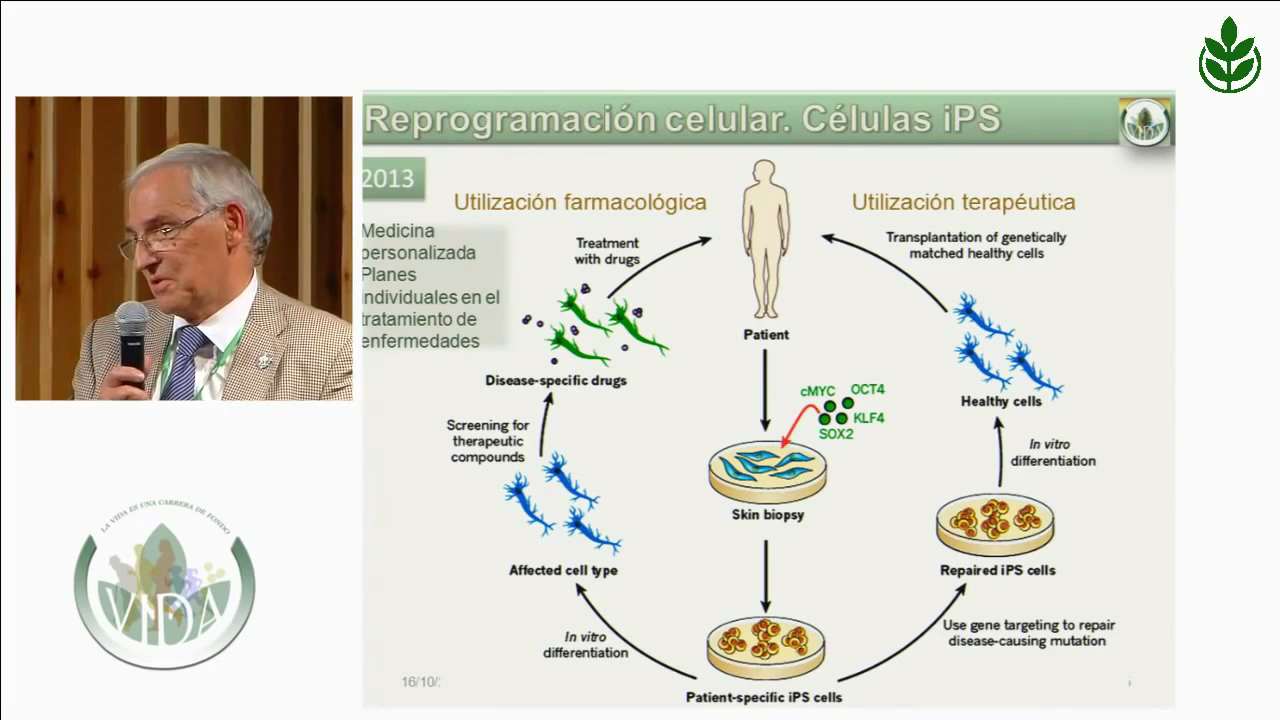 Reprogramación celular. Células iPS
2013
Utilización farmacológica
Utilización terapéutica
Medicina
personalizada
Planes
individuales en el
tratamiento de
enfermedades
Treatment
with drugs
Transplantation of genetically
matched healthy cells
Patient
Disease-specific drugs
cMYC
OCT4
KLF4
SOX2
Healthy cells
Screening for
therapeutic
compounds
In vitro
differentiation
Skin biopsy
Affected cell type
Repaired iPS cells
In vitro
differentiation
Use gene targeting to repair
disease-causing mutation
Patient-specific iPS cells
16/10/
LA VIDA ES UNA CARRERA DE FONDO
VIDA
VIDA